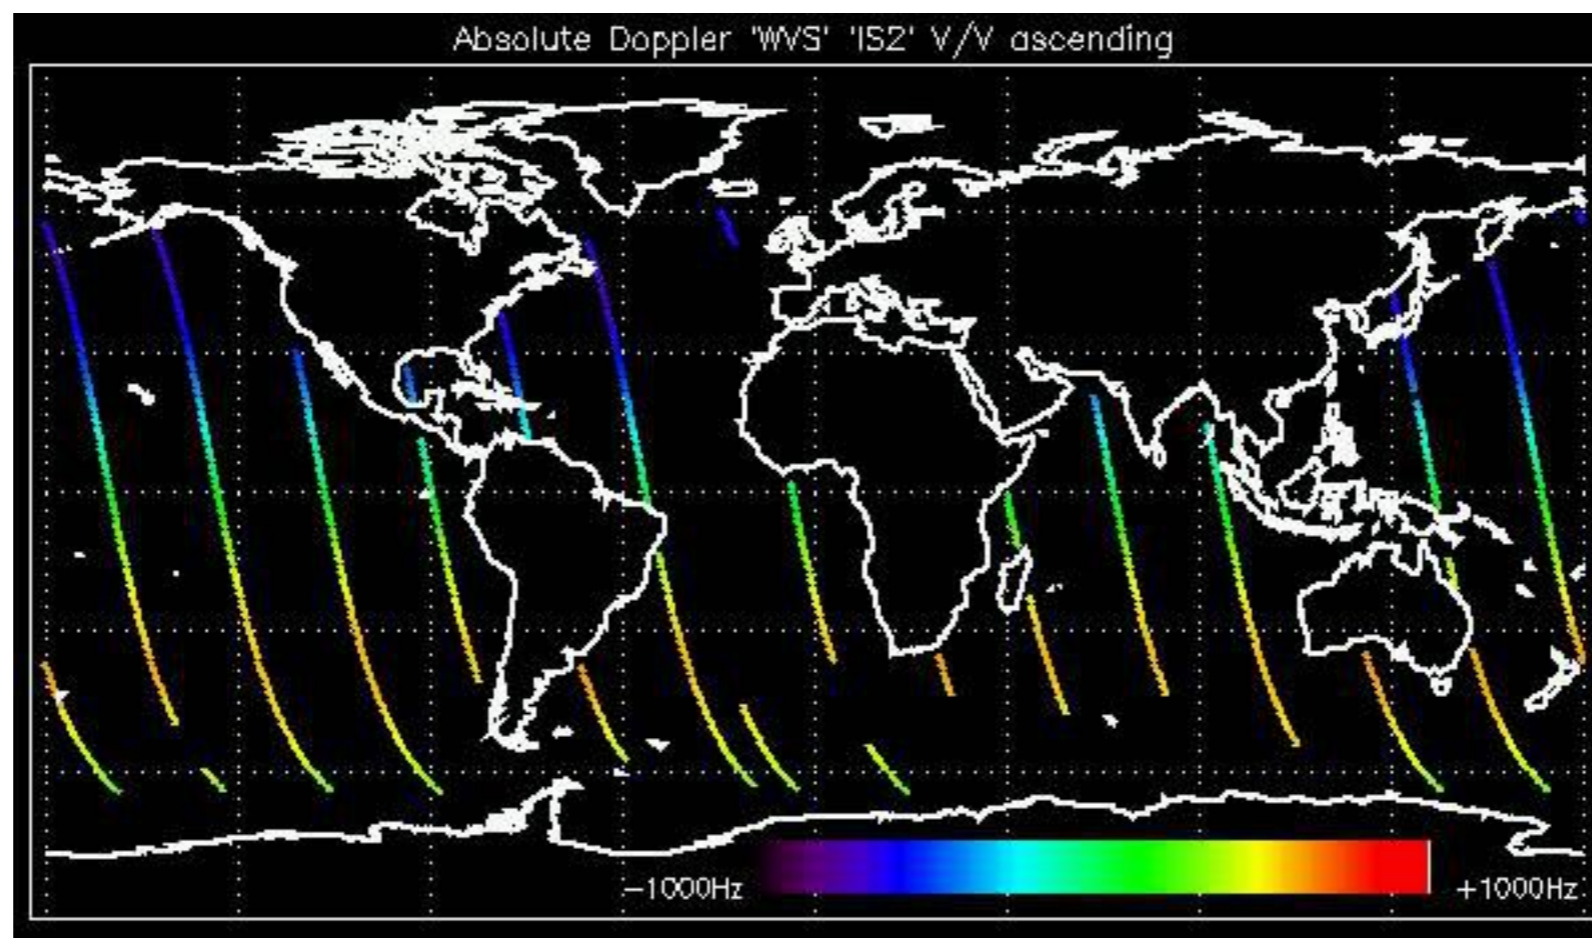 Absolute Doppler 'WVS' 'IS2' V/V ascending
-1000Hz +1000Hz